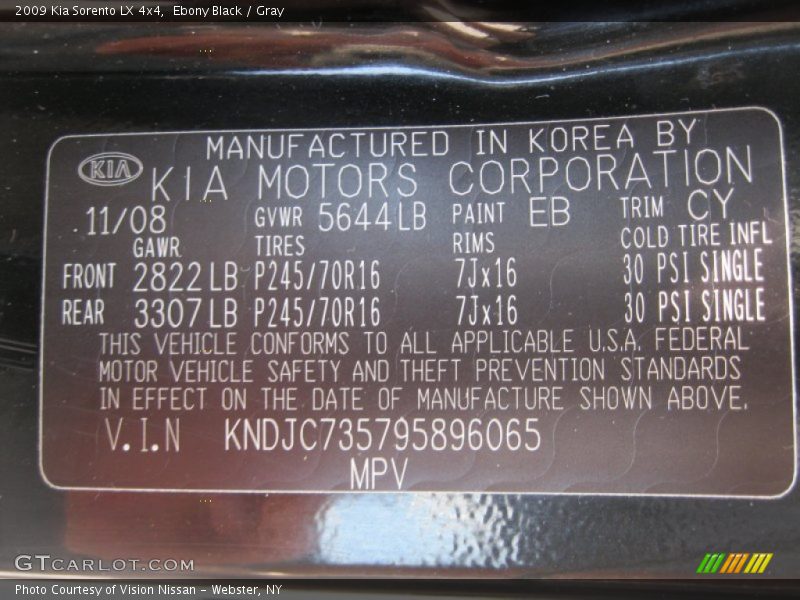 2009 Kia Sorento LX 4x4, Ebony Black / Gray
MANUFACTURED IN KOREA BY
KIA KIA MOTORS CORPORATION
11/08 GVWR 5644LB PAINT EB TRIM CY
GAWR TIRES RIMS COLD TIRE INFL
FRONT 2822LB P245/70R16 7Jx16 30 PSI SINGLE
REAR 3307LB P245/70R16 7Jx16 30 PSI SINGLE
THIS VEHICLE CONFORMS TO ALL APPLICABLE U.S.A. FEDERAL
MOTOR VEHICLE SAFETY AND THEFT PREVENTION STANDARDS
IN EFFECT ON THE DATE OF MANUFACTURE SHOWN ABOVE.
V.I.N KNDJC735795896065
MPV
GTCARLOT.COM
Photo Courtesy of Vision Nissan - Webster, NY